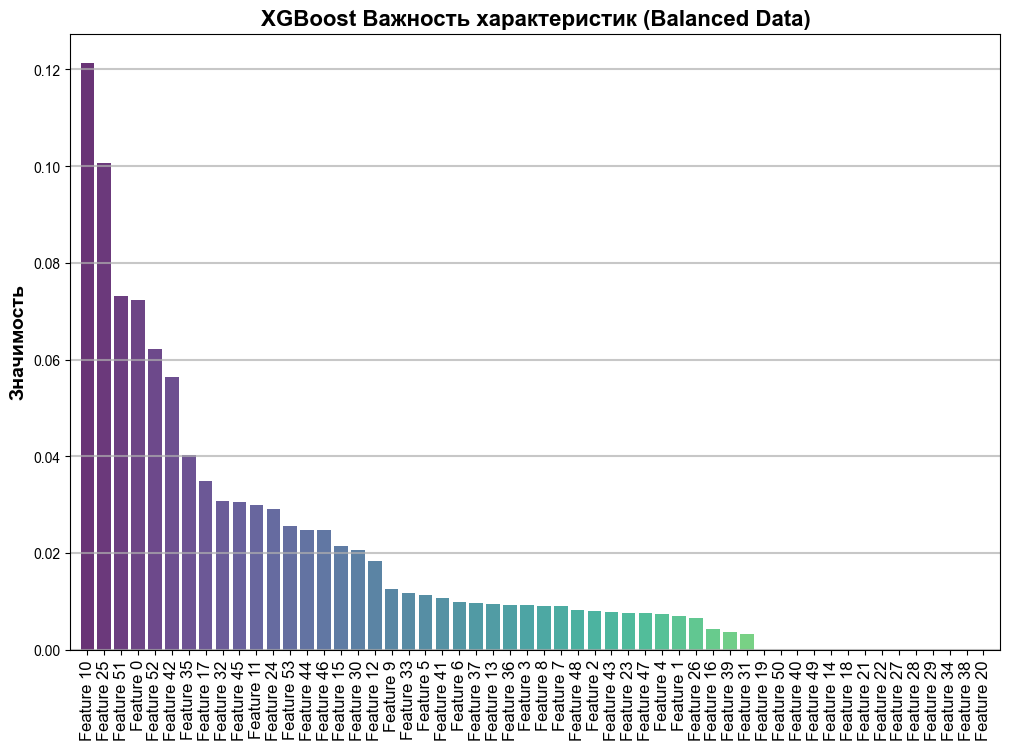 XGBoost Важность характеристик (Balanced Data)
Значимость
0.12
0.10
0.08
0.06
0.04
0.02
0.00
Feature 10
Feature 25
Feature 51
Feature 0
Feature 52
Feature 42
Feature 35
Feature 17
Feature 32
Feature 45
Feature 11
Feature 24
Feature 53
Feature 44
Feature 46
Feature 15
Feature 30
Feature 12
Feature 9
Feature 33
Feature 5
Feature 41
Feature 6
Feature 37
Feature 13
Feature 36
Feature 3
Feature 8
Feature 7
Feature 48
Feature 2
Feature 43
Feature 23
Feature 47
Feature 4
Feature 1
Feature 26
Feature 16
Feature 39
Feature 31
Feature 19
Feature 50
Feature 40
Feature 49
Feature 14
Feature 18
Feature 21
Feature 22
Feature 27
Feature 28
Feature 29
Feature 34
Feature 38
Feature 20